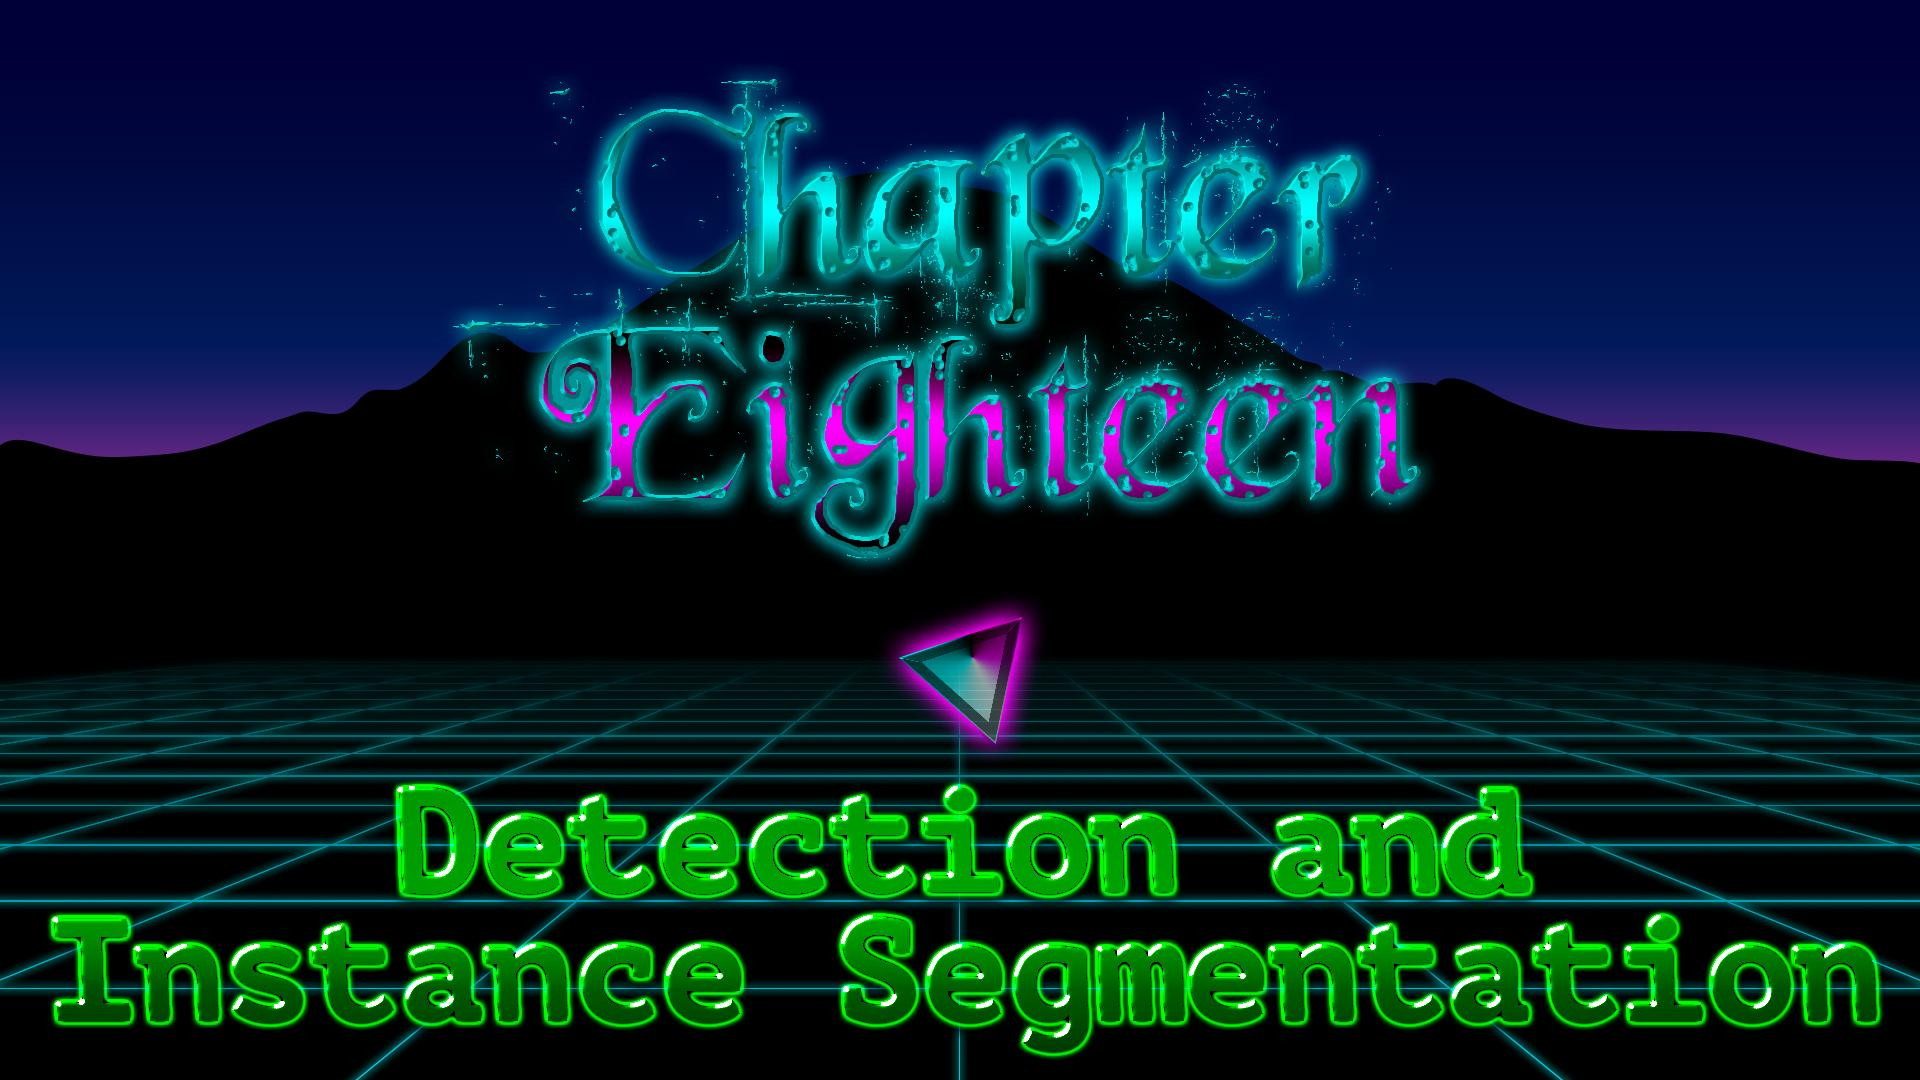 Chapter
Eighteen
Detection and
Instance Segmentation